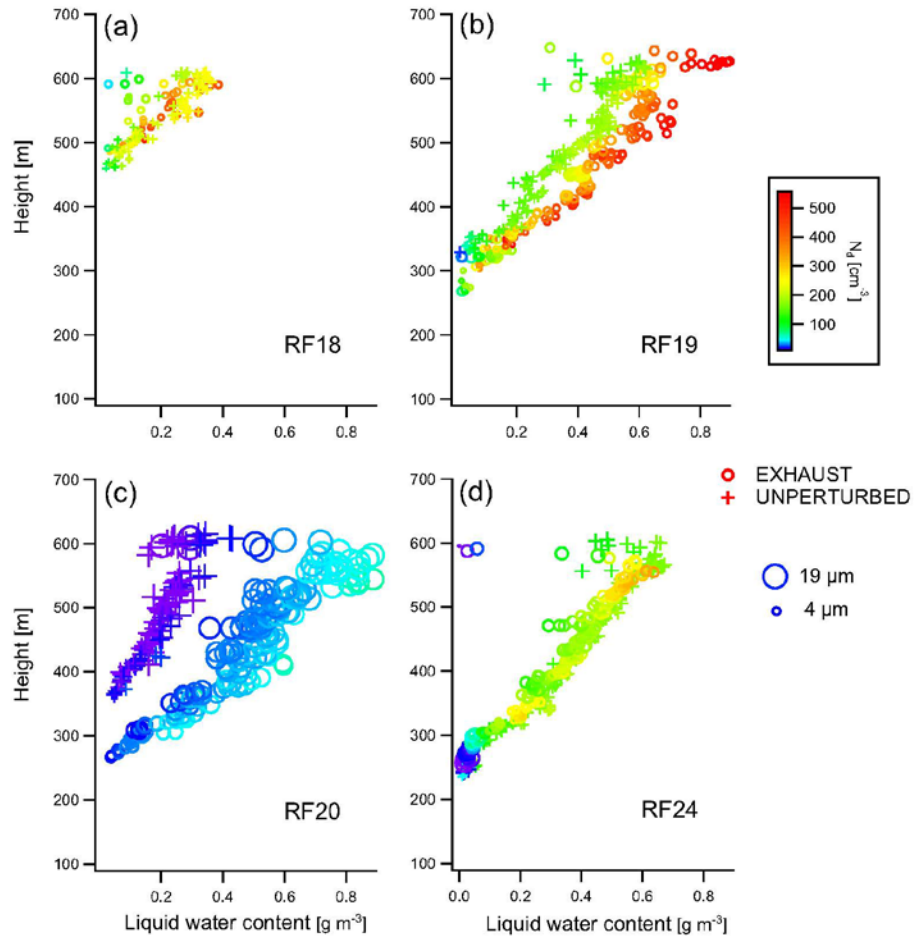 (a)
700
600
500
400
300
200
100
Height [m]
0.2 0.4 0.6 0.8
RF18
(b)
700
600
500
400
300
200
100
0.2 0.4 0.6 0.8
RF19
500
400
300
200
100
N_d [cm⁻³]
(c)
700
600
500
400
300
200
100
Height [m]
0.2 0.4 0.6 0.8
Liquid water content [g m⁻³]
RF20
(d)
700
600
500
400
300
200
100
0.0 0.2 0.4 0.6 0.8
Liquid water content [g m⁻³]
RF24
EXHAUST
UNPERTURBED
19 µm
4 µm